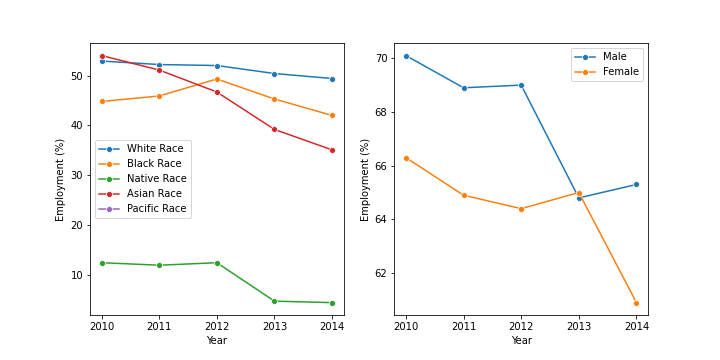 50
40
30
20
10
Employment (%)
White Race
Black Race
Native Race
Asian Race
Pacific Race
2010 2011 2012 2013 2014
Year
70
68
66
64
62
Employment (%)
Male
Female
2010 2011 2012 2013 2014
Year